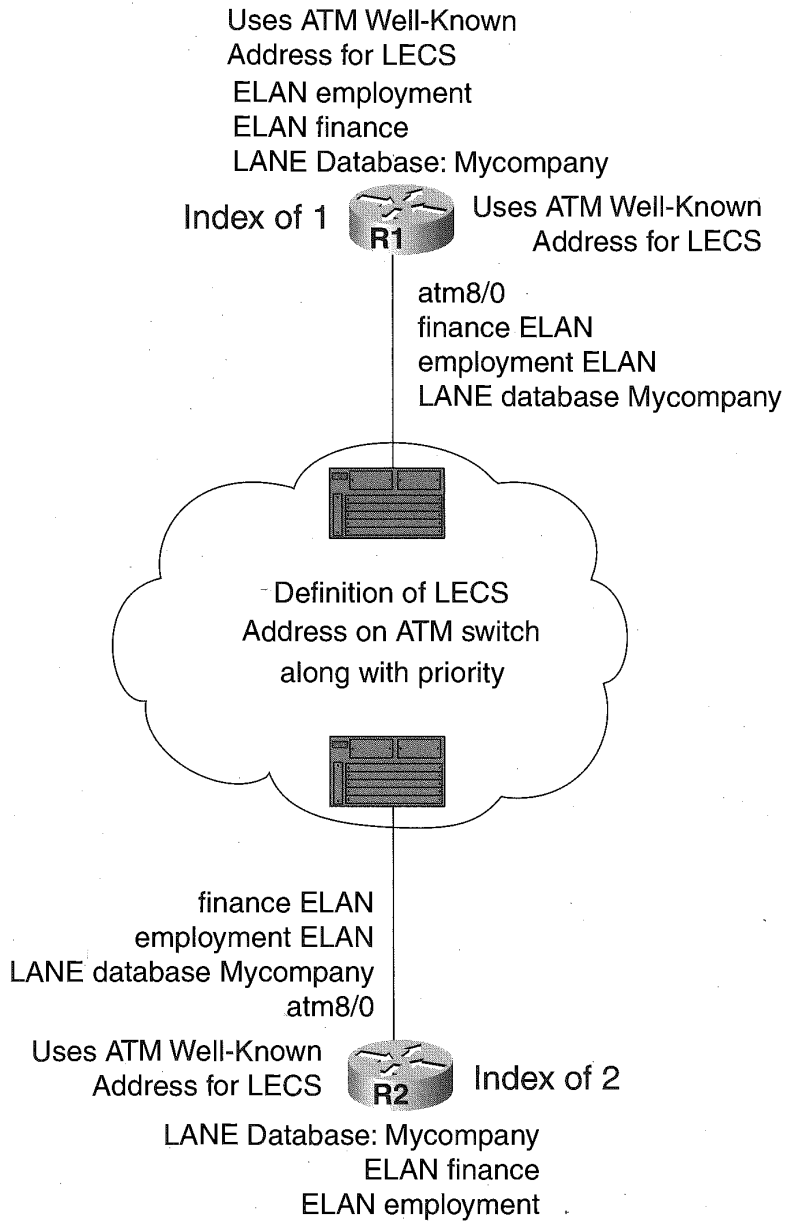 Uses ATM Well-Known
Address for LECS
ELAN employment
ELAN finance
LANE Database: Mycompany
Index of 1
R1
Uses ATM Well-Known
Address for LECS
atm8/0
finance ELAN
employment ELAN
LANE database Mycompany
Definition of LECS
Address on ATM switch
along with priority
finance ELAN
employment ELAN
LANE database Mycompany
atm8/0
Uses ATM Well-Known
Address for LECS
R2
Index of 2
LANE Database: Mycompany
ELAN finance
ELAN employment